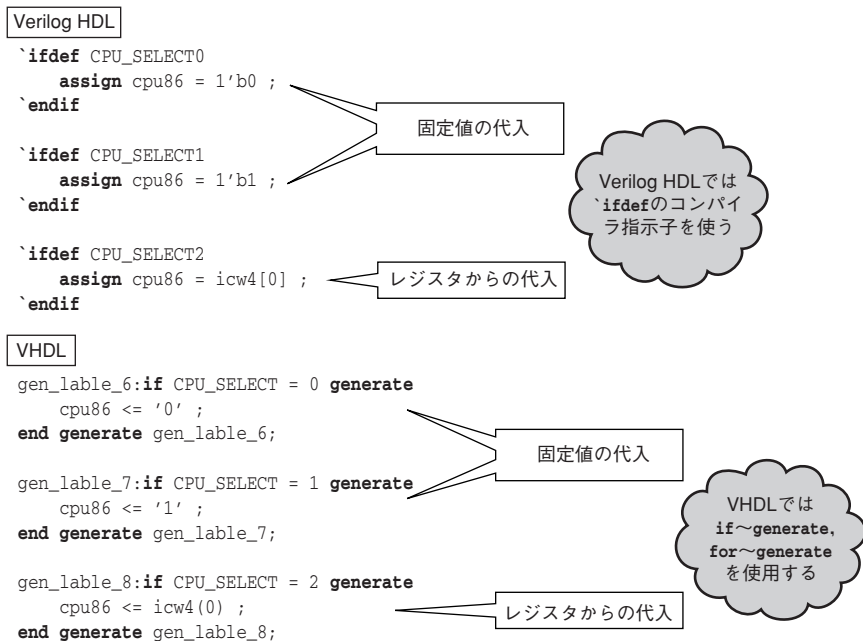 Verilog HDL
`ifdef CPU_SELECT0
assign cpu86 = 1'b0 ;
`endif
固定値の代入
`ifdef CPU_SELECT1
assign cpu86 = 1'b1 ;
`endif
Verilog HDLでは
`ifdefのコンパイ
ラ指示子を使う
`ifdef CPU_SELECT2
assign cpu86 = icw4[0] ;
`endif
レジスタからの代入
VHDL
gen_lable_6:if CPU_SELECT = 0 generate
cpu86 <= '0' ;
end generate gen_lable_6;
固定値の代入
gen_lable_7:if CPU_SELECT = 1 generate
cpu86 <= '1' ;
end generate gen_lable_7;
VHDLでは
if〜generate,
for〜generate
を使用する
gen_lable_8:if CPU_SELECT = 2 generate
cpu86 <= icw4(0) ;
end generate gen_lable_8;
レジスタからの代入